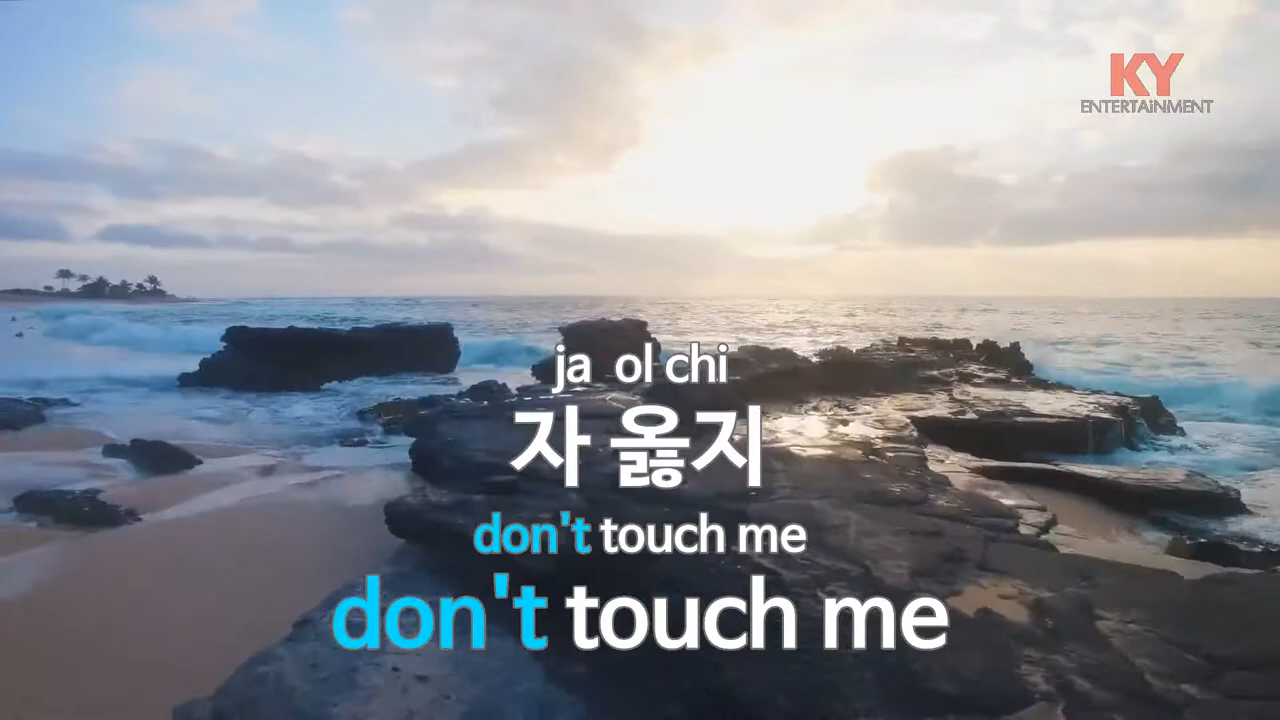 KY
ENTERTAiNMENT
ja ol chi
자 옳지
don't touch me
don't touch me